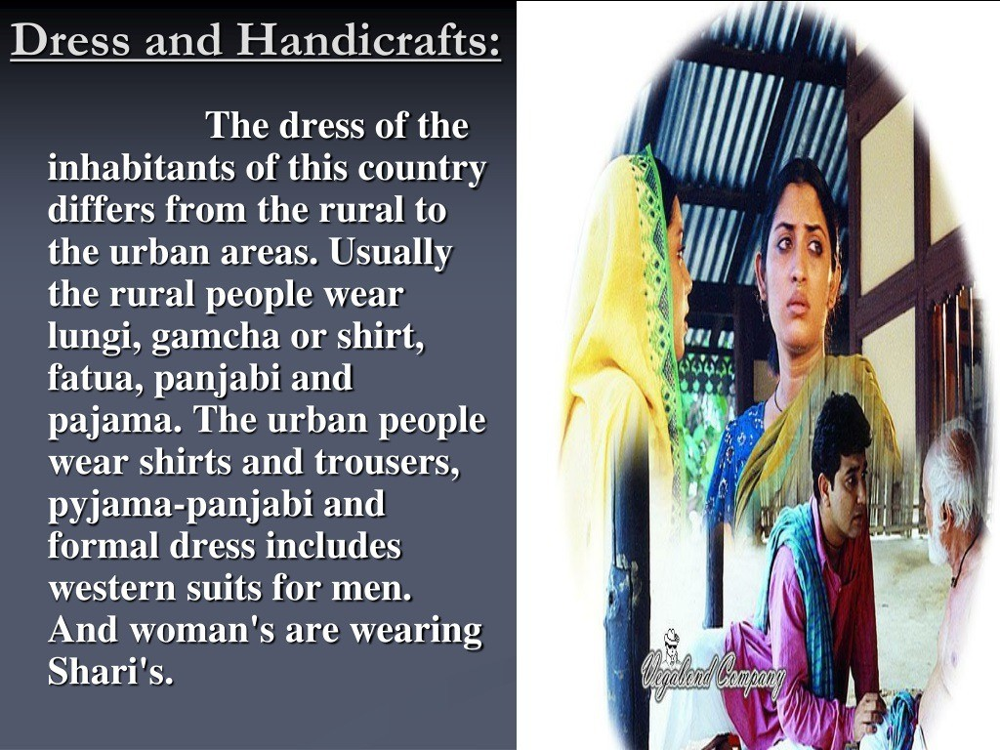 Dress and Handicrafts:
The dress of the
inhabitants of this country
differs from the rural to
the urban areas. Usually
the rural people wear
lungi, gamcha or shirt,
fatua, panjabi and
pajama. The urban people
wear shirts and trousers,
pyjama-panjabi and
formal dress includes
western suits for men.
And woman's are wearing
Shari's.
Vegabond Company